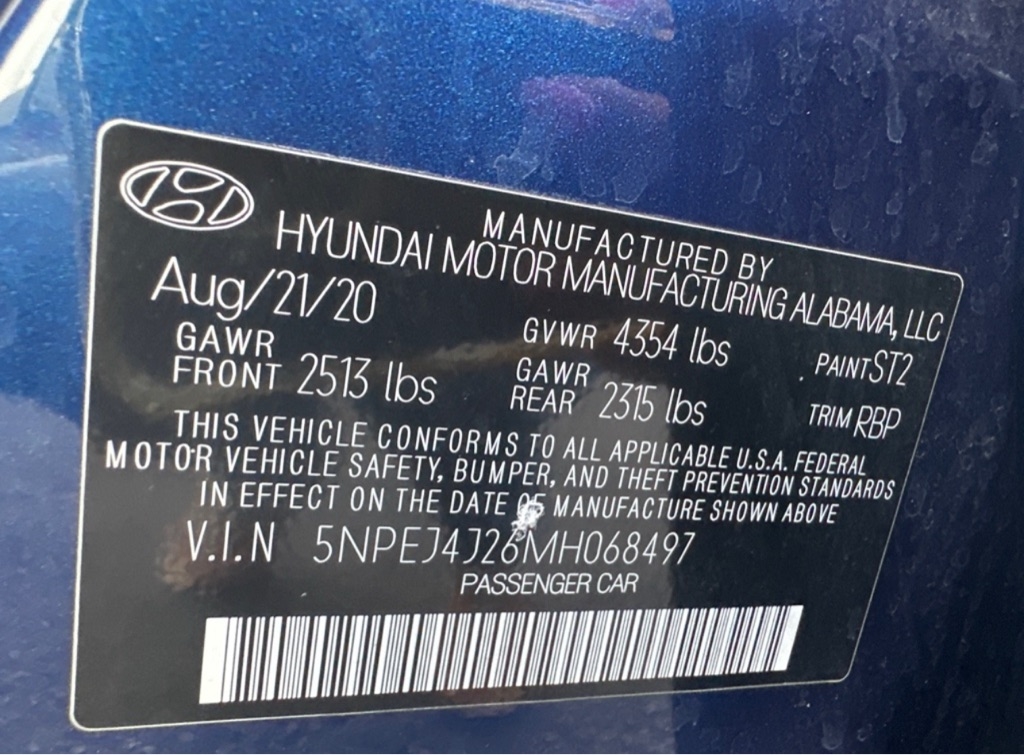 MANUFACTURED BY
HYUNDAI MOTOR MANUFACTURING ALABAMA, LLC
Aug/21/20
GVWR 4354 lbs
PAINT ST2
GAWR
FRONT 2513 lbs
GAWR
REAR 2315 lbs
TRIM RBP
THIS VEHICLE CONFORMS TO ALL APPLICABLE U.S.A. FEDERAL
MOTOR VEHICLE SAFETY, BUMPER, AND THEFT PREVENTION STANDARDS
IN EFFECT ON THE DATE OF MANUFACTURE SHOWN ABOVE
V.I.N 5NPEJ4J26MH068497
PASSENGER CAR